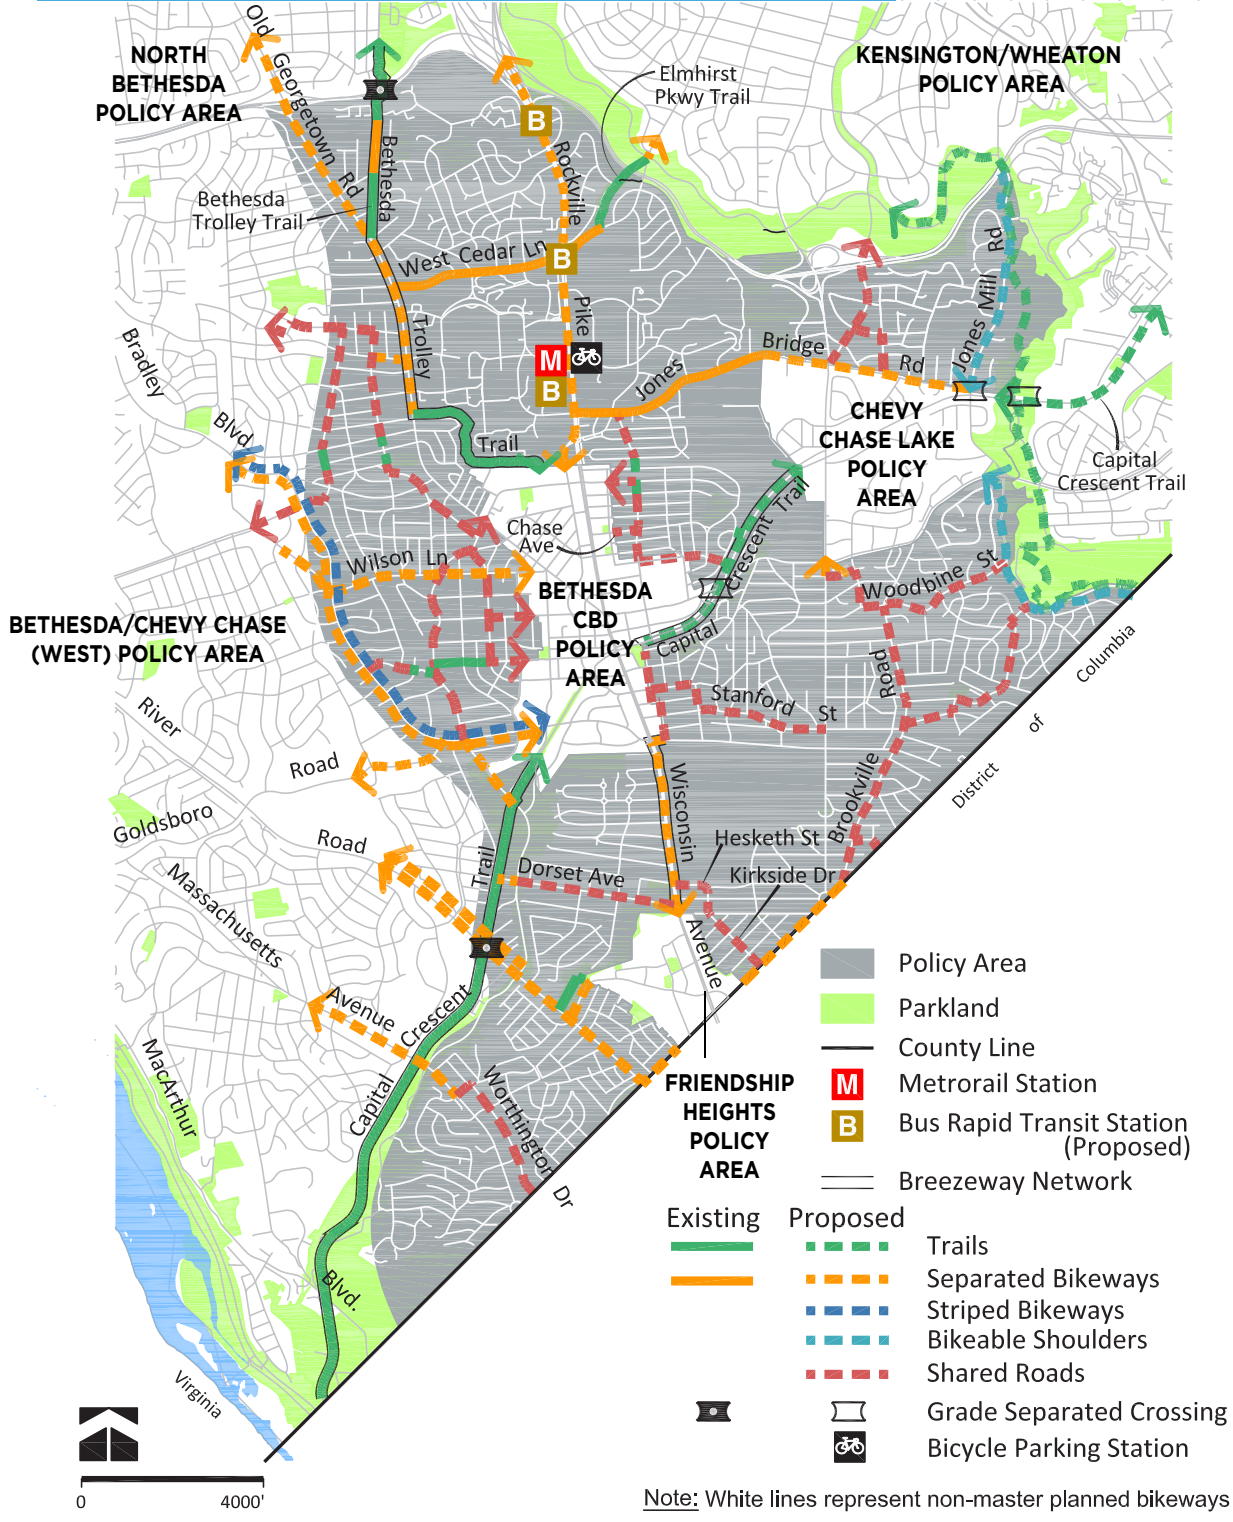 NORTH
BETHESDA
POLICY AREA
KENSINGTON/WHEATON
POLICY AREA
Old
Georgetown
Rd
Elmhirst
Pkwy Trail
B
Bethesda
Rockville
Bethesda
Trolley Trail
West Cedar Ln
B
Rd
Mill
Jones
Pike
Trolley
Bradley
Blvd.
M
B
Jones
Bridge
Rd
CHEVY
CHASE LAKE
POLICY
AREA
Trail
Capital
Crescent Trail
Chase
Ave
Crescent Trail
Capital
Wilson Ln
Woodbine St
BETHESDA
CBD
POLICY
AREA
BETHESDA/CHEVY CHASE
(WEST) POLICY AREA
Columbia
of
District
Road
Brookville
Stanford St
River
Road
Wisconsin
Avenue
Goldsboro
Road
Hesketh St
Kirkside Dr
Dorset Ave
Trail
Crescent
Capital
Massachusetts
Avenue
MacArthur
Blvd.
Worthington Dr
FRIENDSHIP
HEIGHTS
POLICY
AREA
Virginia
Policy Area
Parkland
County Line
M Metrorail Station
B Bus Rapid Transit Station
(Proposed)
Breezeway Network
Existing Proposed
Trails
Separated Bikeways
Striped Bikeways
Bikeable Shoulders
Shared Roads
Grade Separated Crossing
Bicycle Parking Station
0 4000'
Note: White lines represent non-master planned bikeways